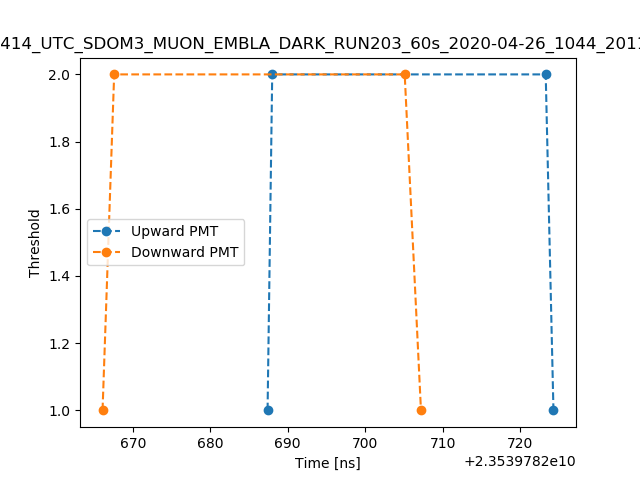 414_UTC_SDOM3_MUON_EMBLA_DARK_RUN203_60s_2020-04-26_1044_201
2.0
1.8
1.6
1.4
1.2
1.0
Threshold
Upward PMT
Downward PMT
670 680 690 700 710 720
Time [ns]
+2.3539782e10